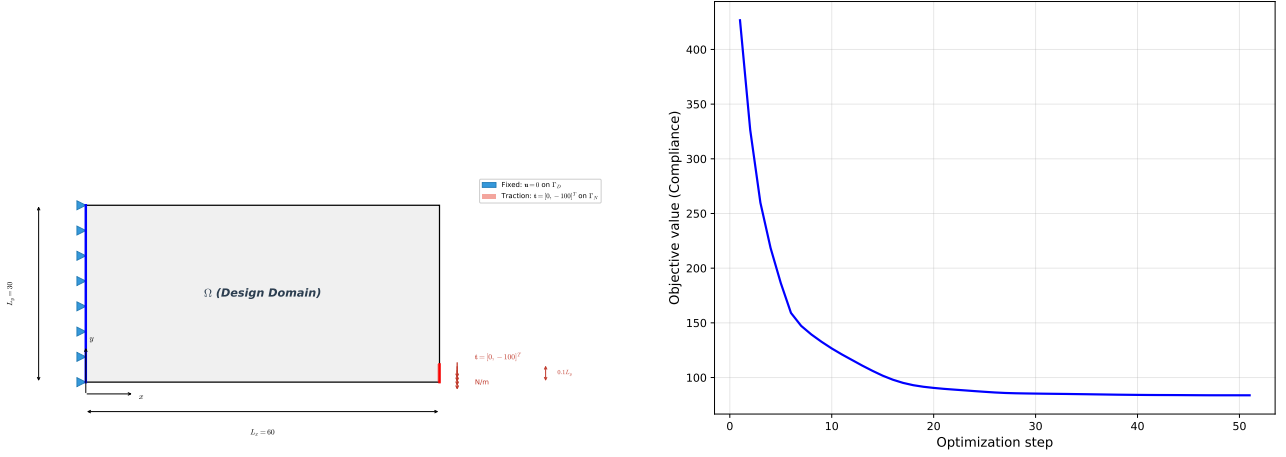 Fixed: u = 0 on Γ_D
Traction: t = [0, −100]^T on Γ_N
L_y = 30
Ω (Design Domain)
y
x
t = [0, −100]^T
N/m
0.1L_y
L_x = 60
400
350
300
250
200
150
100
Objective value (Compliance)
0
10
20
30
40
50
Optimization step